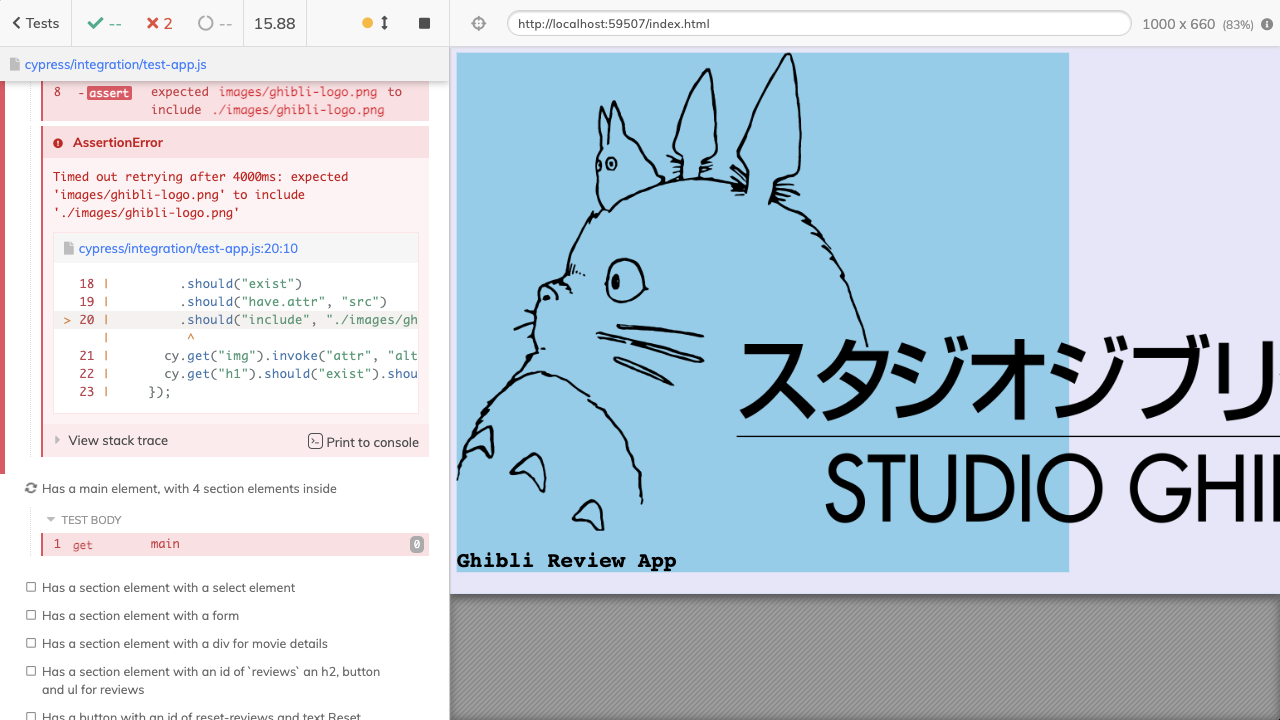 Tests
--
2
--
15.88
http://localhost:59507/index.html
1000 x 660 (83%)
cypress/integration/test-app.js
8 -assert expected images/ghibli-logo.png to
include ./images/ghibli-logo.png
AssertionError
Timed out retrying after 4000ms: expected
'images/ghibli-logo.png' to include
'./images/ghibli-logo.png'
cypress/integration/test-app.js:20:10
18 | .should("exist")
19 | .should("have.attr", "src")
> 20 | .should("include", "./images/gh
| ^
21 | cy.get("img").invoke("attr", "alt
22 | cy.get("h1").should("exist").shou
23 | });
View stack trace
Print to console
Has a main element, with 4 section elements inside
TEST BODY
1 get main 0
Has a section element with a select element
Has a section element with a form
Has a section element with a div for movie details
Has a section element with an id of `reviews` an h2, button
and ul for reviews
Has a button with an id of reset-reviews and text Reset
スタジオジブリ
STUDIO GHI
Ghibli Review App